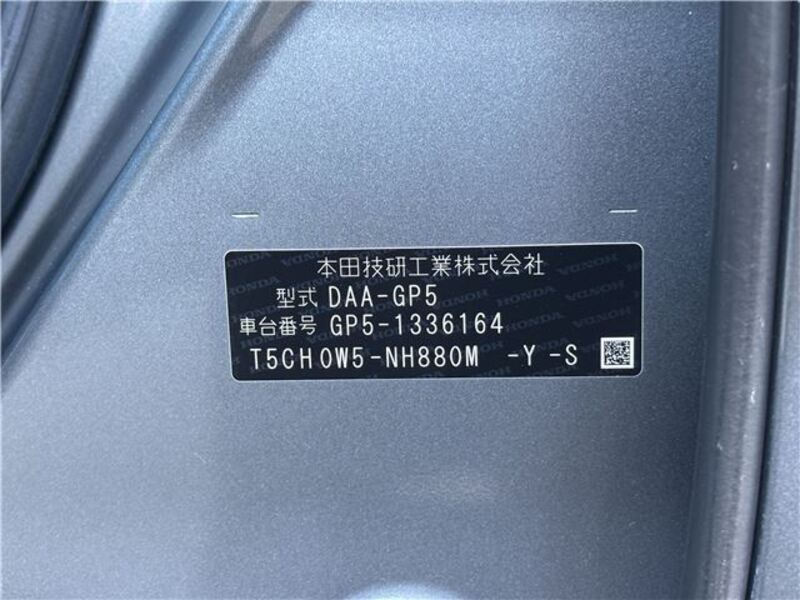 本田技研工業株式会社
型式 DAA-GP5
車台番号 GP5-1336164
T5CH0W5-NH880M -Y -S